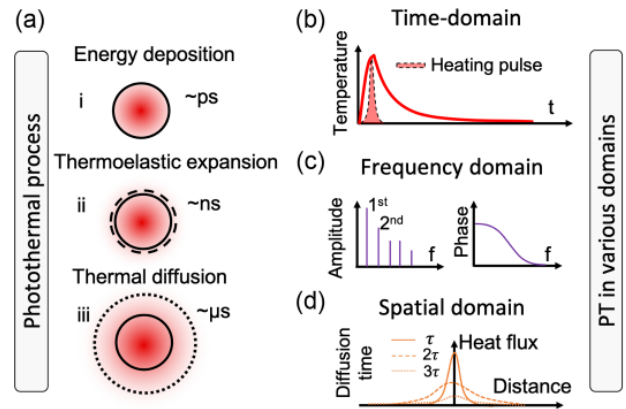 (a)
Photothermal process
Energy deposition
i
~ps
Thermoelastic expansion
ii
~ns
Thermal diffusion
iii
~μs
(b)
Time-domain
Temperature
Heating pulse
t
(c)
Frequency domain
Amplitude
1st
2nd
f
Phase
f
(d)
Spatial domain
Diffusion
time
τ
2τ
3τ
Heat flux
Distance
PT in various domains